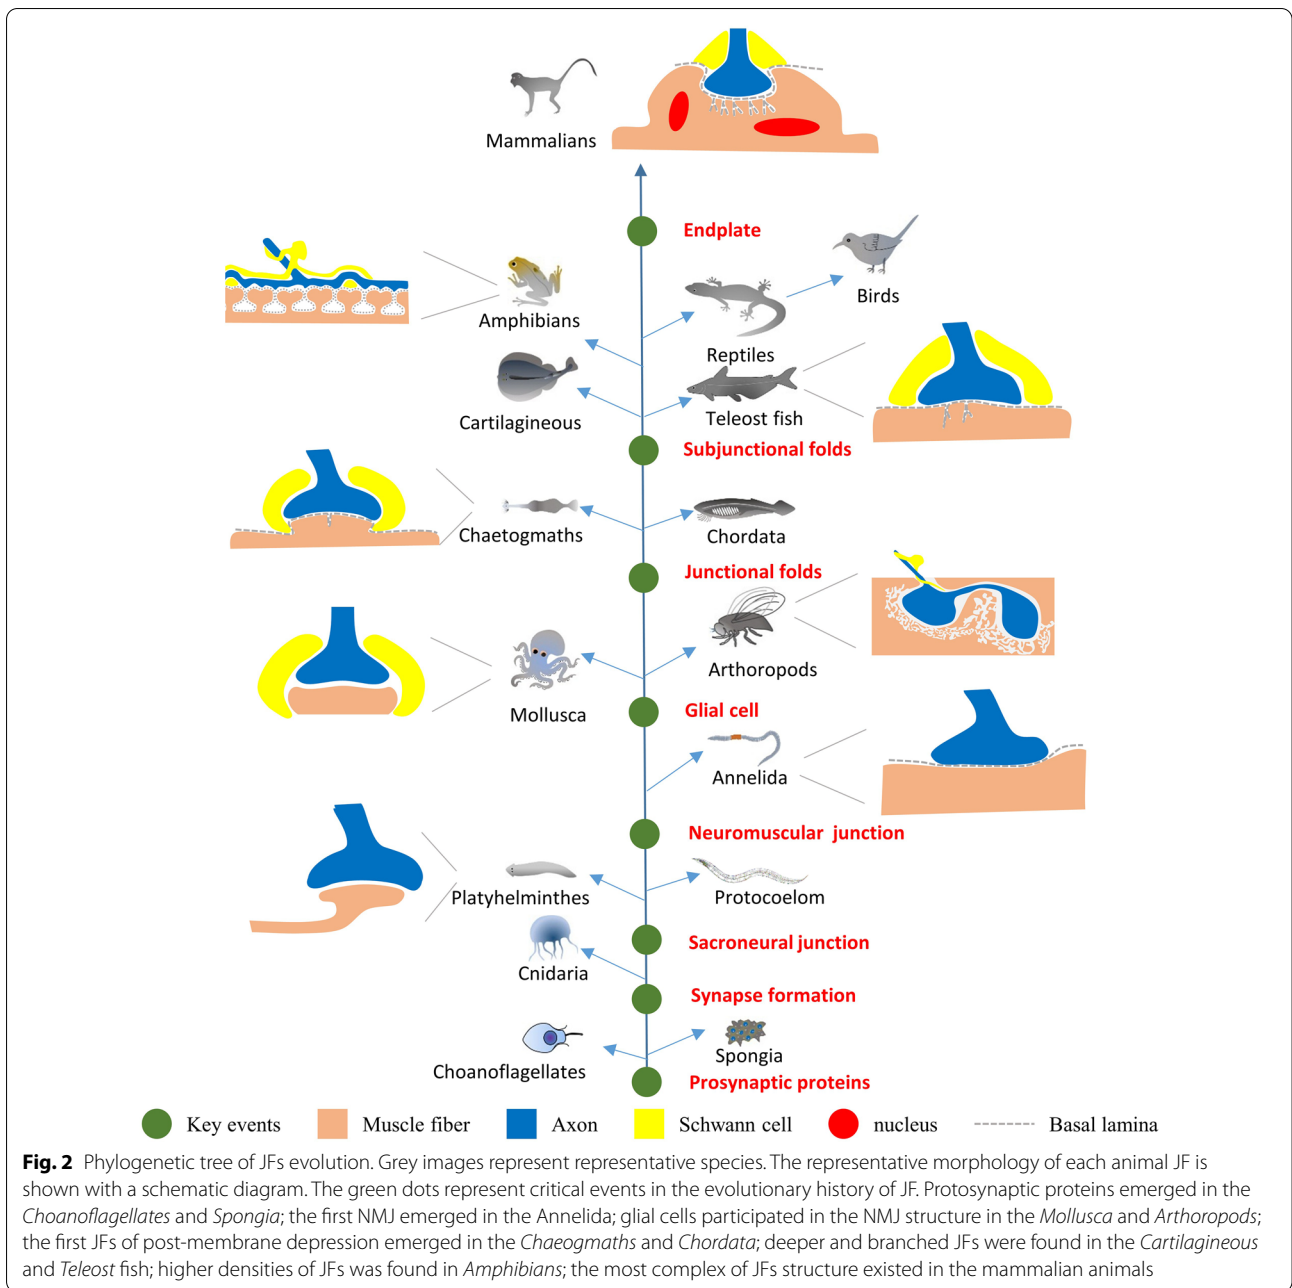 Mammalians
Endplate
Birds
Amphibians
Reptiles
Cartilagineous
Teleost fish
Subjunctional folds
Chaetogmaths
Chordata
Junctional folds
Arthoropods
Mollusca
Glial cell
Annelida
Neuromuscular junction
Platyhelminthes
Protocoelom
Sacroneural junction
Cnidaria
Synapse formation
Spongia
Choanoflagellates
Prosynaptic proteins
Key events Muscle fiber Axon Schwann cell nucleus Basal lamina
Fig. 2 Phylogenetic tree of JFs evolution. Grey images represent representative species. The representative morphology of each animal JF is
shown with a schematic diagram. The green dots represent critical events in the evolutionary history of JF. Protosynaptic proteins emerged in the
Choanoflagellates and Spongia; the first NMJ emerged in the Annelida; glial cells participated in the NMJ structure in the Mollusca and Arthoropods;
the first JFs of post-membrane depression emerged in the Chaeogmaths and Chordata; deeper and branched JFs were found in the Cartilagineous
and Teleost fish; higher densities of JFs was found in Amphibians; the most complex of JFs structure existed in the mammalian animals